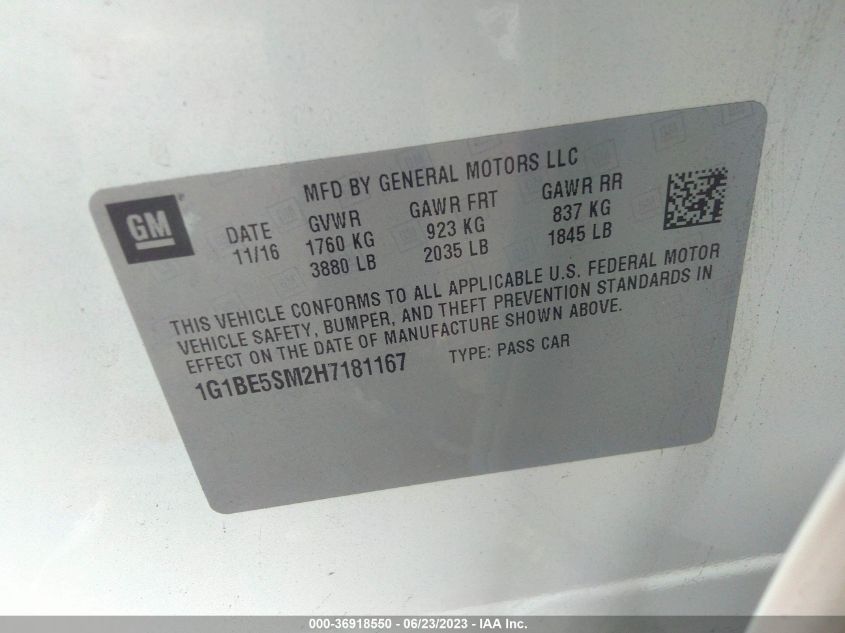 MFD BY GENERAL MOTORS LLC
GM
DATE GVWR GAWR FRT GAWR RR
11/16 1760 KG 923 KG 837 KG
3880 LB 2035 LB 1845 LB
THIS VEHICLE CONFORMS TO ALL APPLICABLE U.S. FEDERAL MOTOR
VEHICLE SAFETY, BUMPER, AND THEFT PREVENTION STANDARDS IN
EFFECT ON THE DATE OF MANUFACTURE SHOWN ABOVE.
1G1BE5SM2H7181167 TYPE: PASS CAR
000-36918550 - 06/23/2023 - IAA Inc.